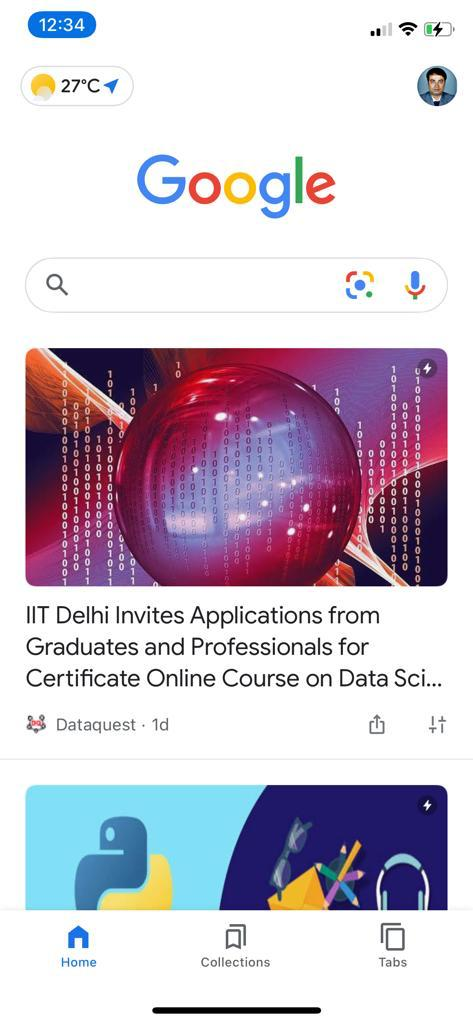 12:34
27°C
Google
IIT Delhi Invites Applications from
Graduates and Professionals for
Certificate Online Course on Data Sci...
Dataquest · 1d
Home
Collections
Tabs